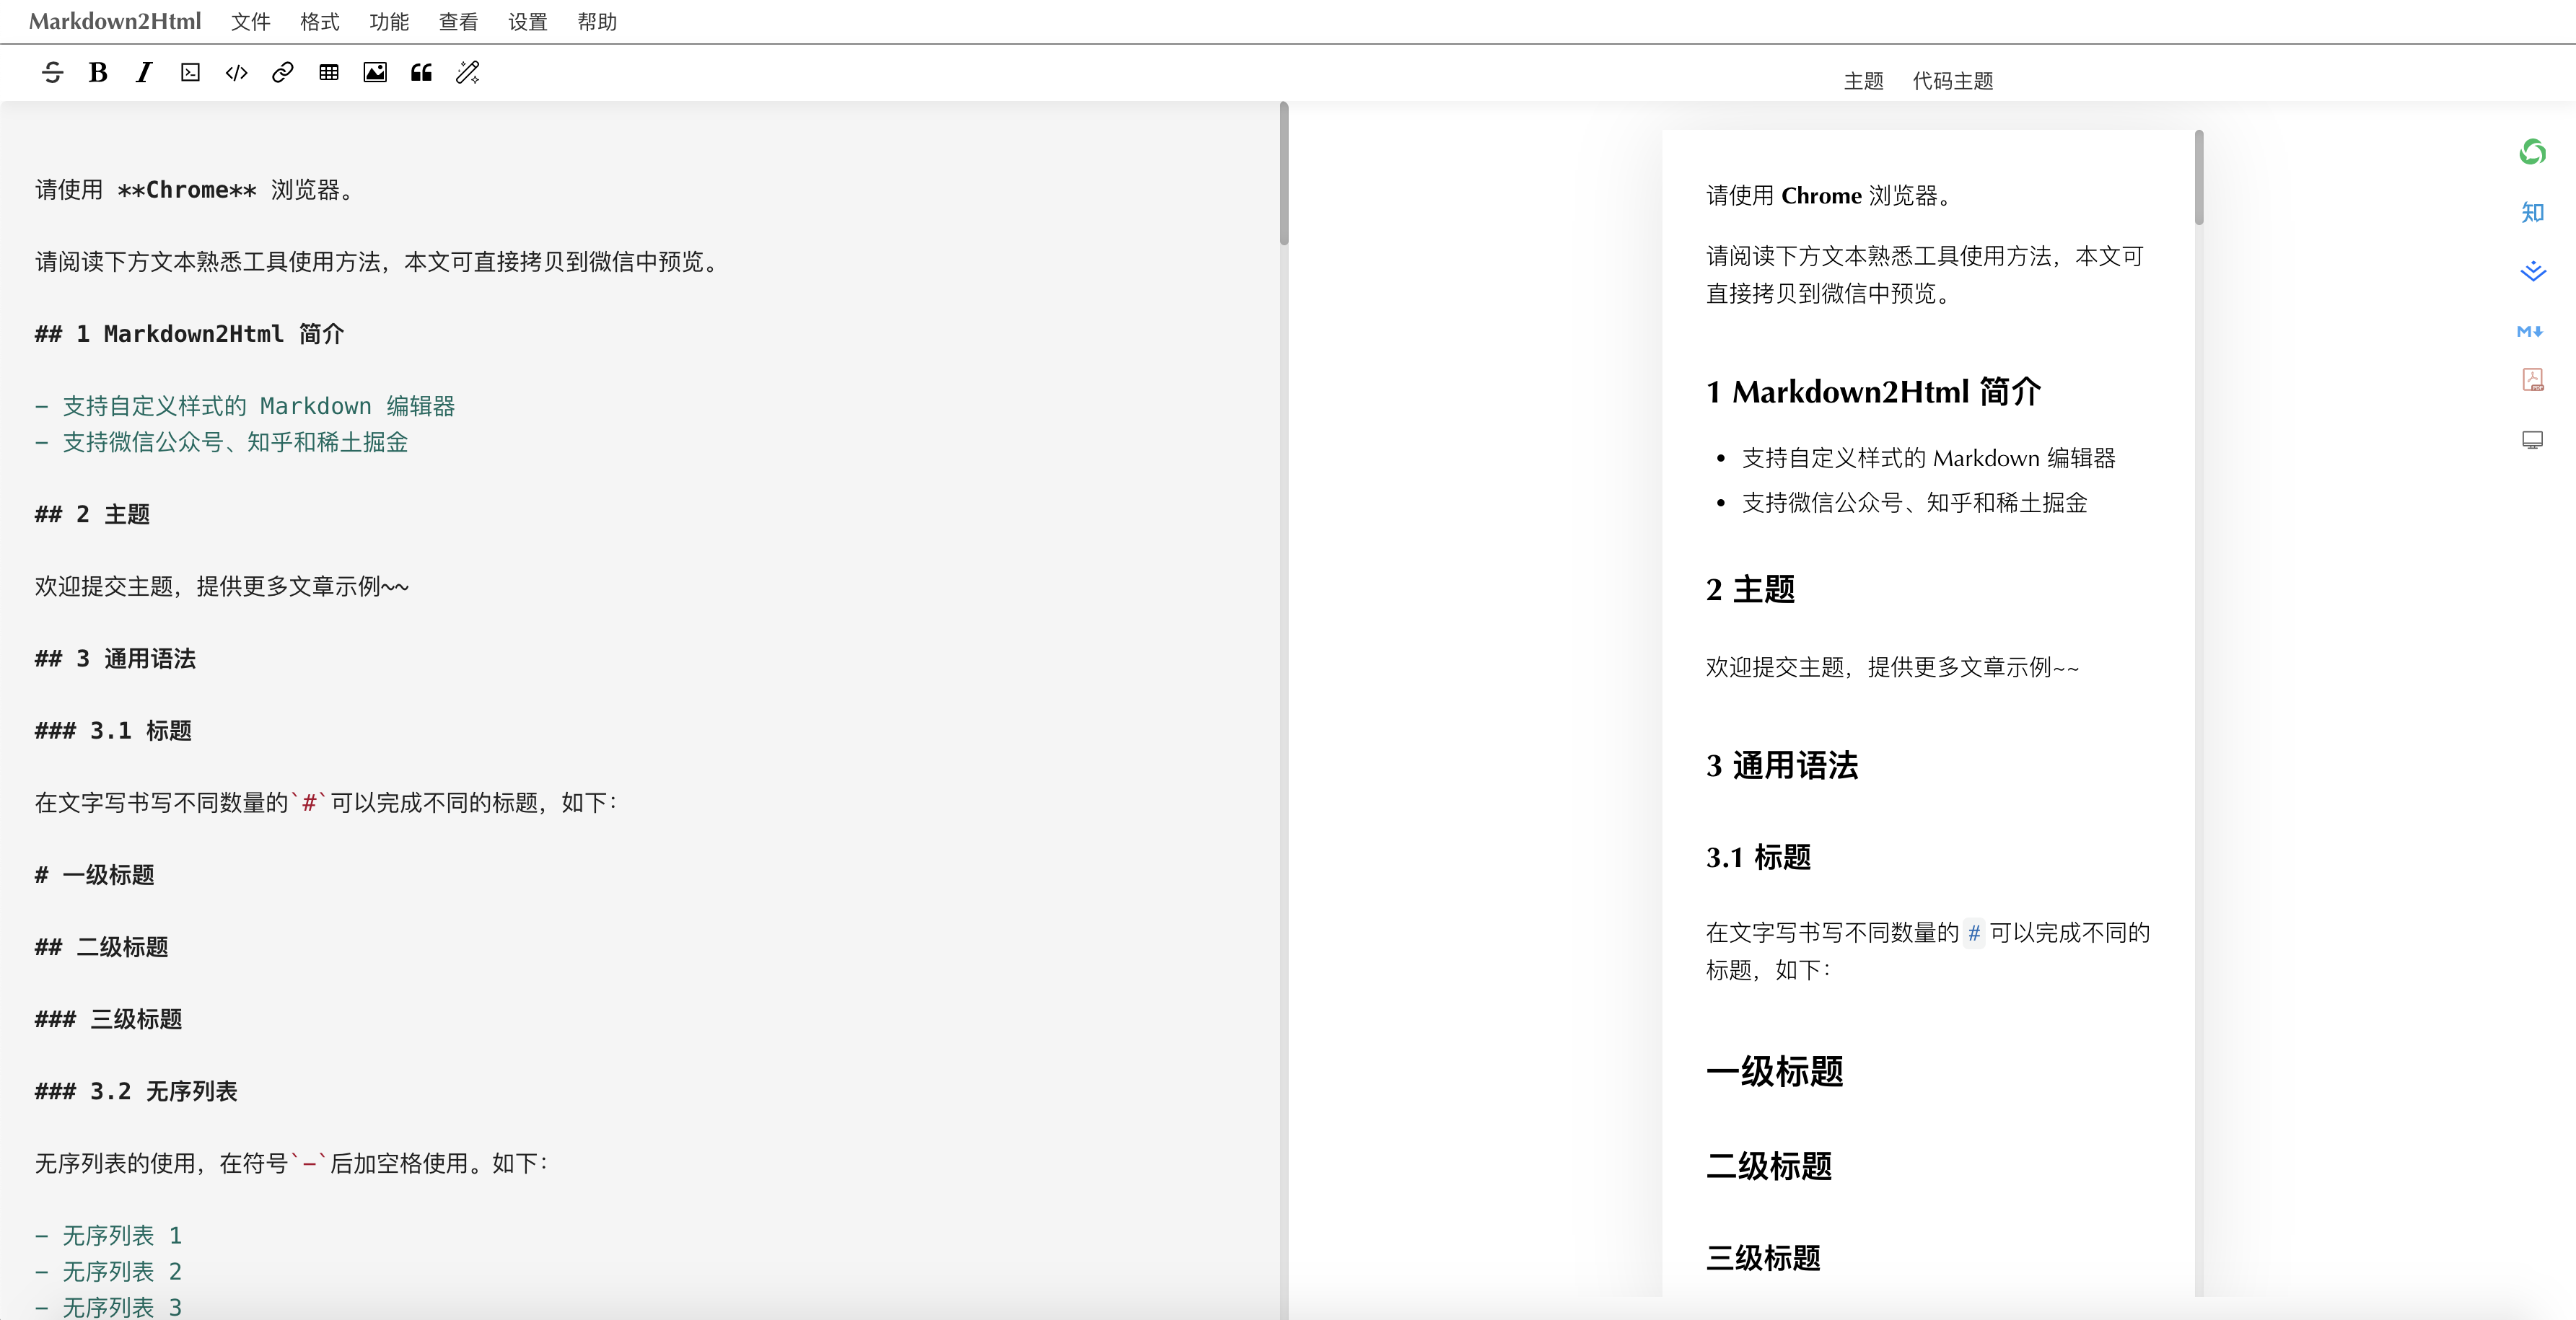 Markdown2Html 文件 格式 功能 查看 设置 帮助
主题 代码主题
请使用 **Chrome** 浏览器。
请阅读下方文本熟悉工具使用方法，本文可直接拷贝到微信中预览。
## 1 Markdown2Html 简介
- 支持自定义样式的 Markdown 编辑器
- 支持微信公众号、知乎和稀土掘金
## 2 主题
欢迎提交主题，提供更多文章示例~~
## 3 通用语法
### 3.1 标题
在文字写书写不同数量的`#`可以完成不同的标题，如下：
# 一级标题
## 二级标题
### 三级标题
### 3.2 无序列表
无序列表的使用，在符号`-`后加空格使用。如下：
- 无序列表 1
- 无序列表 2
- 无序列表 3
请使用 Chrome 浏览器。
请阅读下方文本熟悉工具使用方法，本文可
直接拷贝到微信中预览。
1 Markdown2Html 简介
• 支持自定义样式的 Markdown 编辑器
• 支持微信公众号、知乎和稀土掘金
2 主题
欢迎提交主题，提供更多文章示例~~
3 通用语法
3.1 标题
在文字写书写不同数量的 # 可以完成不同的
标题，如下：
一级标题
二级标题
三级标题
知
M